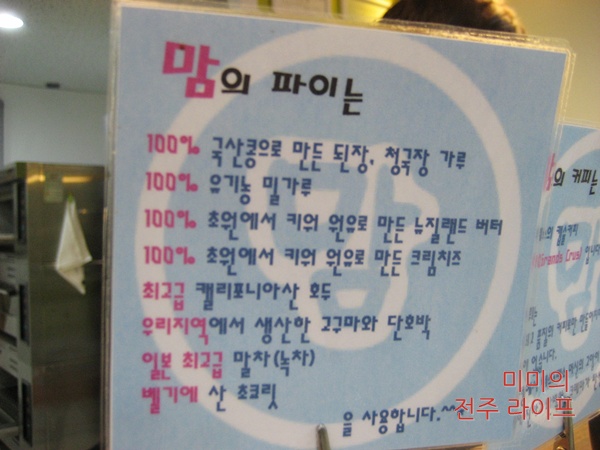 맘의 파이는
100% 국산콩으로 만든 된장, 청국장 가루
100% 유기농 밀가루
100% 초원에서 키워 원유로 만든 뉴질랜드 버터
100% 초원에서 키워 원유로 만든 크림치즈
최고급 캘리포니아산 호두
우리지역에서 생산한 고구마와 단호박
일본 최고급 말차(녹차)
벨기에 산 초코릿
을 사용합니다.^^
의 커피는
미미의
전주 라이프